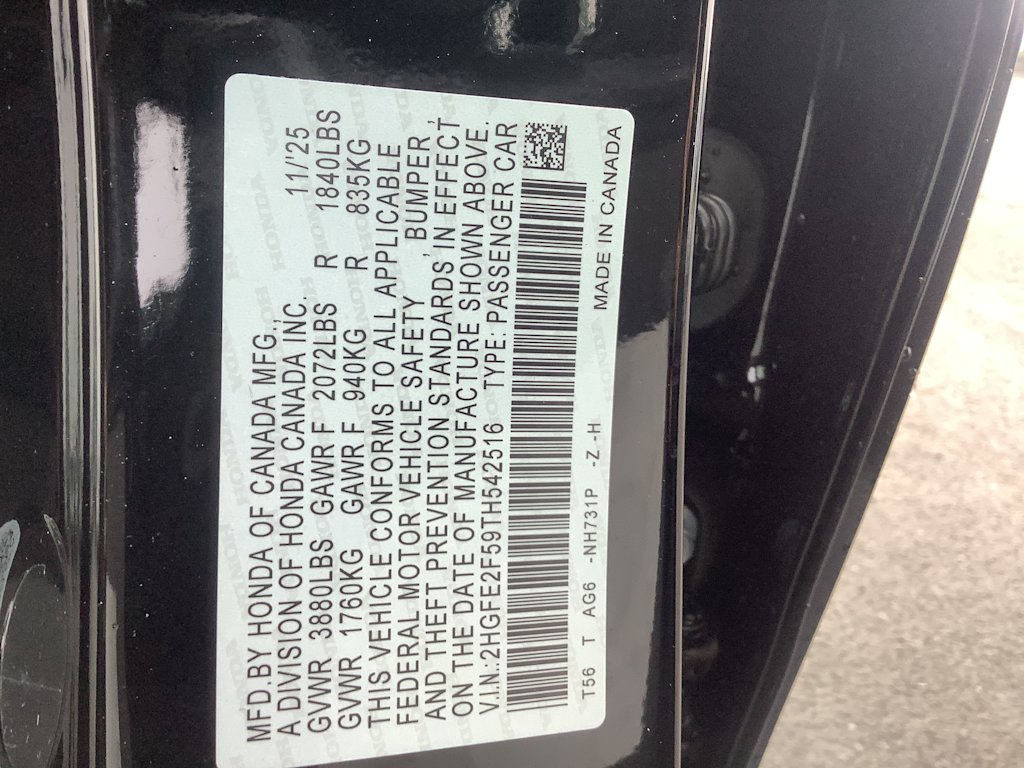 MFD.BY HONDA OF CANADA MFG., 11/'25
A DIVISION OF HONDA CANADA INC.
GVWR 3880LBS GAWR F 2072LBS R 1840LBS
GVWR 1760KG GAWR F 940KG R 835KG
THIS VEHICLE CONFORMS TO ALL APPLICABLE
FEDERAL MOTOR VEHICLE SAFETY, BUMPER,
AND THEFT PREVENTION STANDARDS, IN EFFECT
ON THE DATE OF MANUFACTURE SHOWN ABOVE.
V.I.N.:2HGFE2F59TH542516 TYPE: PASSENGER CAR
T56 T AG6 -NH731P -Z.-H MADE IN CANADA